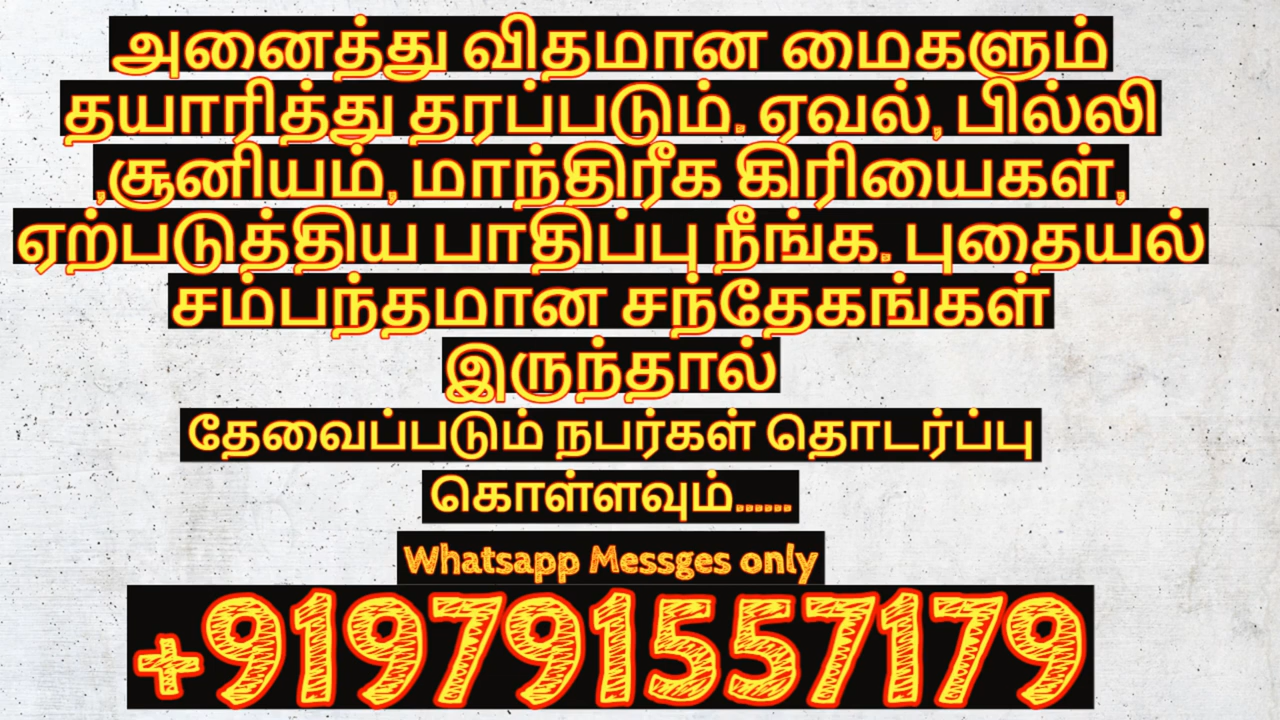 அனைத்து விதமான மைகளும்
தயாரித்து தரப்படும். ஏவல், பில்லி
,சூனியம், மாந்திரீக கிரியைகள்,
ஏற்படுத்திய பாதிப்பு நீங்க. புதையல்
சம்பந்தமான சந்தேகங்கள்
இருந்தால்
தேவைப்படும் நபர்கள் தொடர்ப்பு
கொள்ளவும்......
Whatsapp Messges only
+919791557179